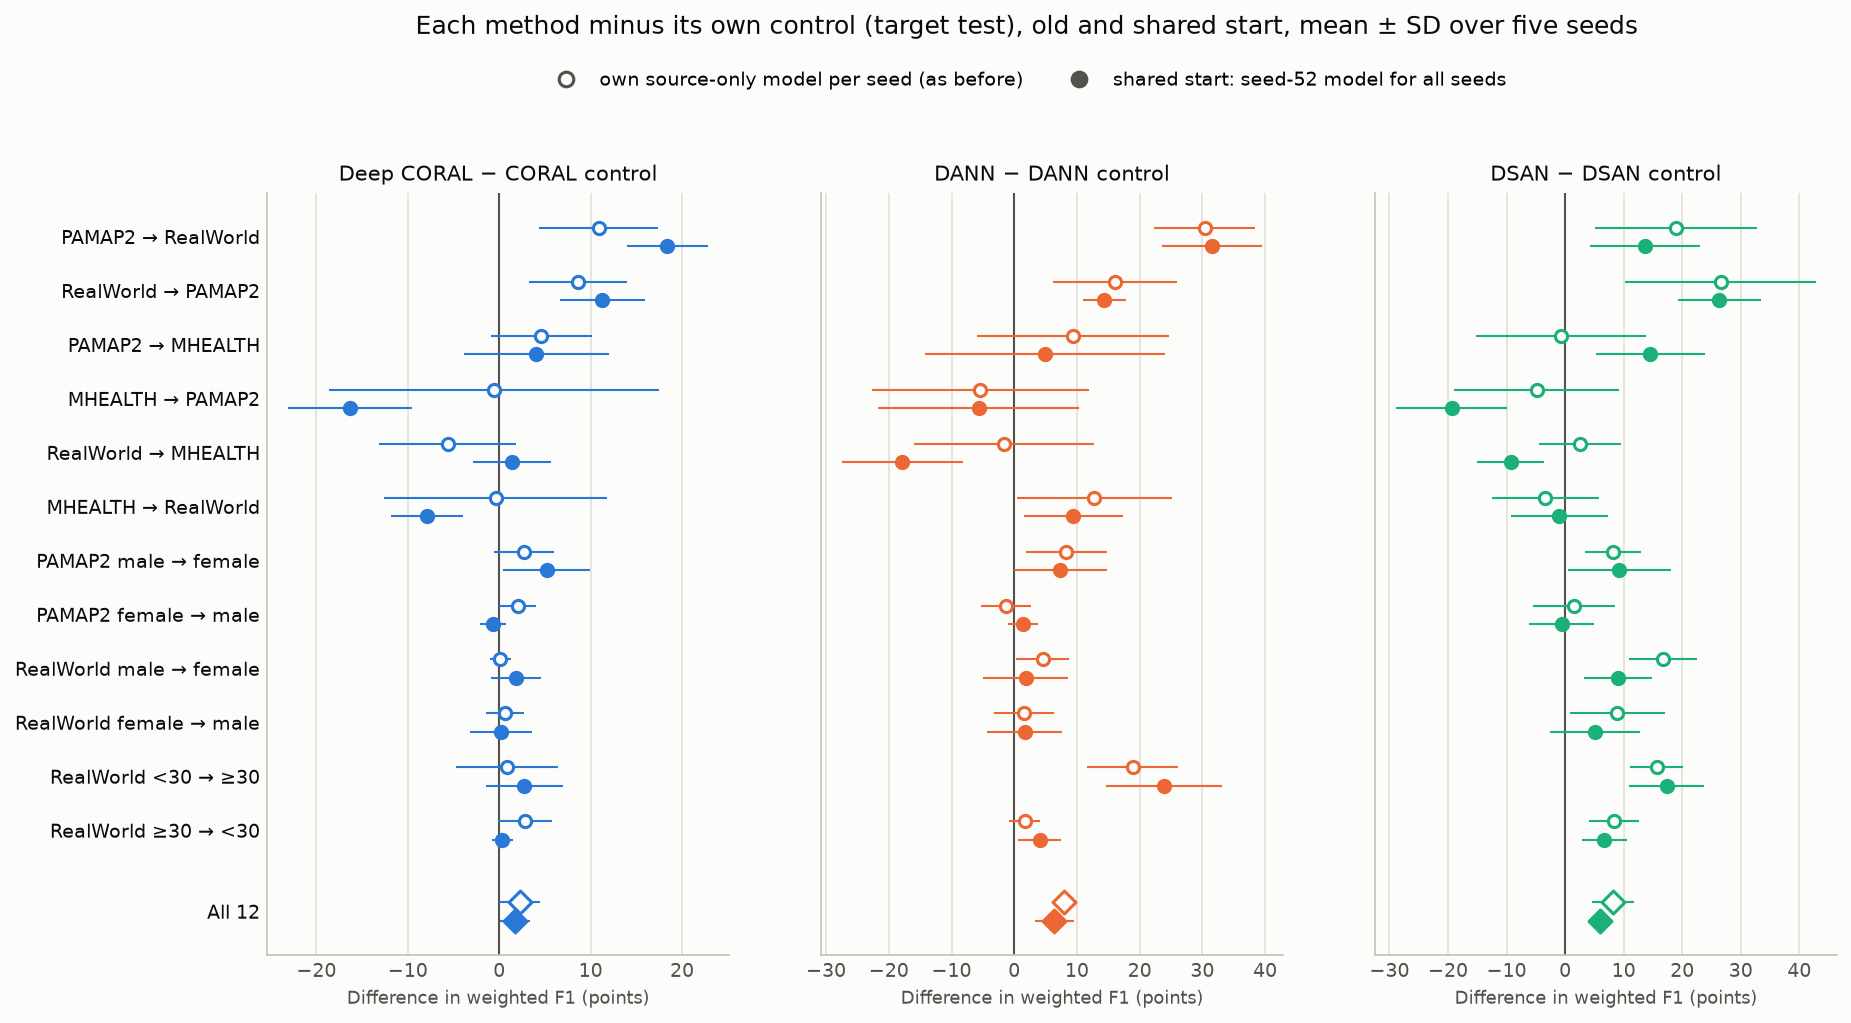 Each method minus its own control (target test), old and shared start, mean ± SD over five seeds
own source-only model per seed (as before)
shared start: seed-52 model for all seeds
Deep CORAL − CORAL control
DANN − DANN control
DSAN − DSAN control
PAMAP2 → RealWorld
RealWorld → PAMAP2
PAMAP2 → MHEALTH
MHEALTH → PAMAP2
RealWorld → MHEALTH
MHEALTH → RealWorld
PAMAP2 male → female
PAMAP2 female → male
RealWorld male → female
RealWorld female → male
RealWorld <30 → ≥30
RealWorld ≥30 → <30
All 12
−20 −10 0 10 20
−30 −20 −10 0 10 20 30 40
−30 −20 −10 0 10 20 30 40
Difference in weighted F1 (points)
Difference in weighted F1 (points)
Difference in weighted F1 (points)